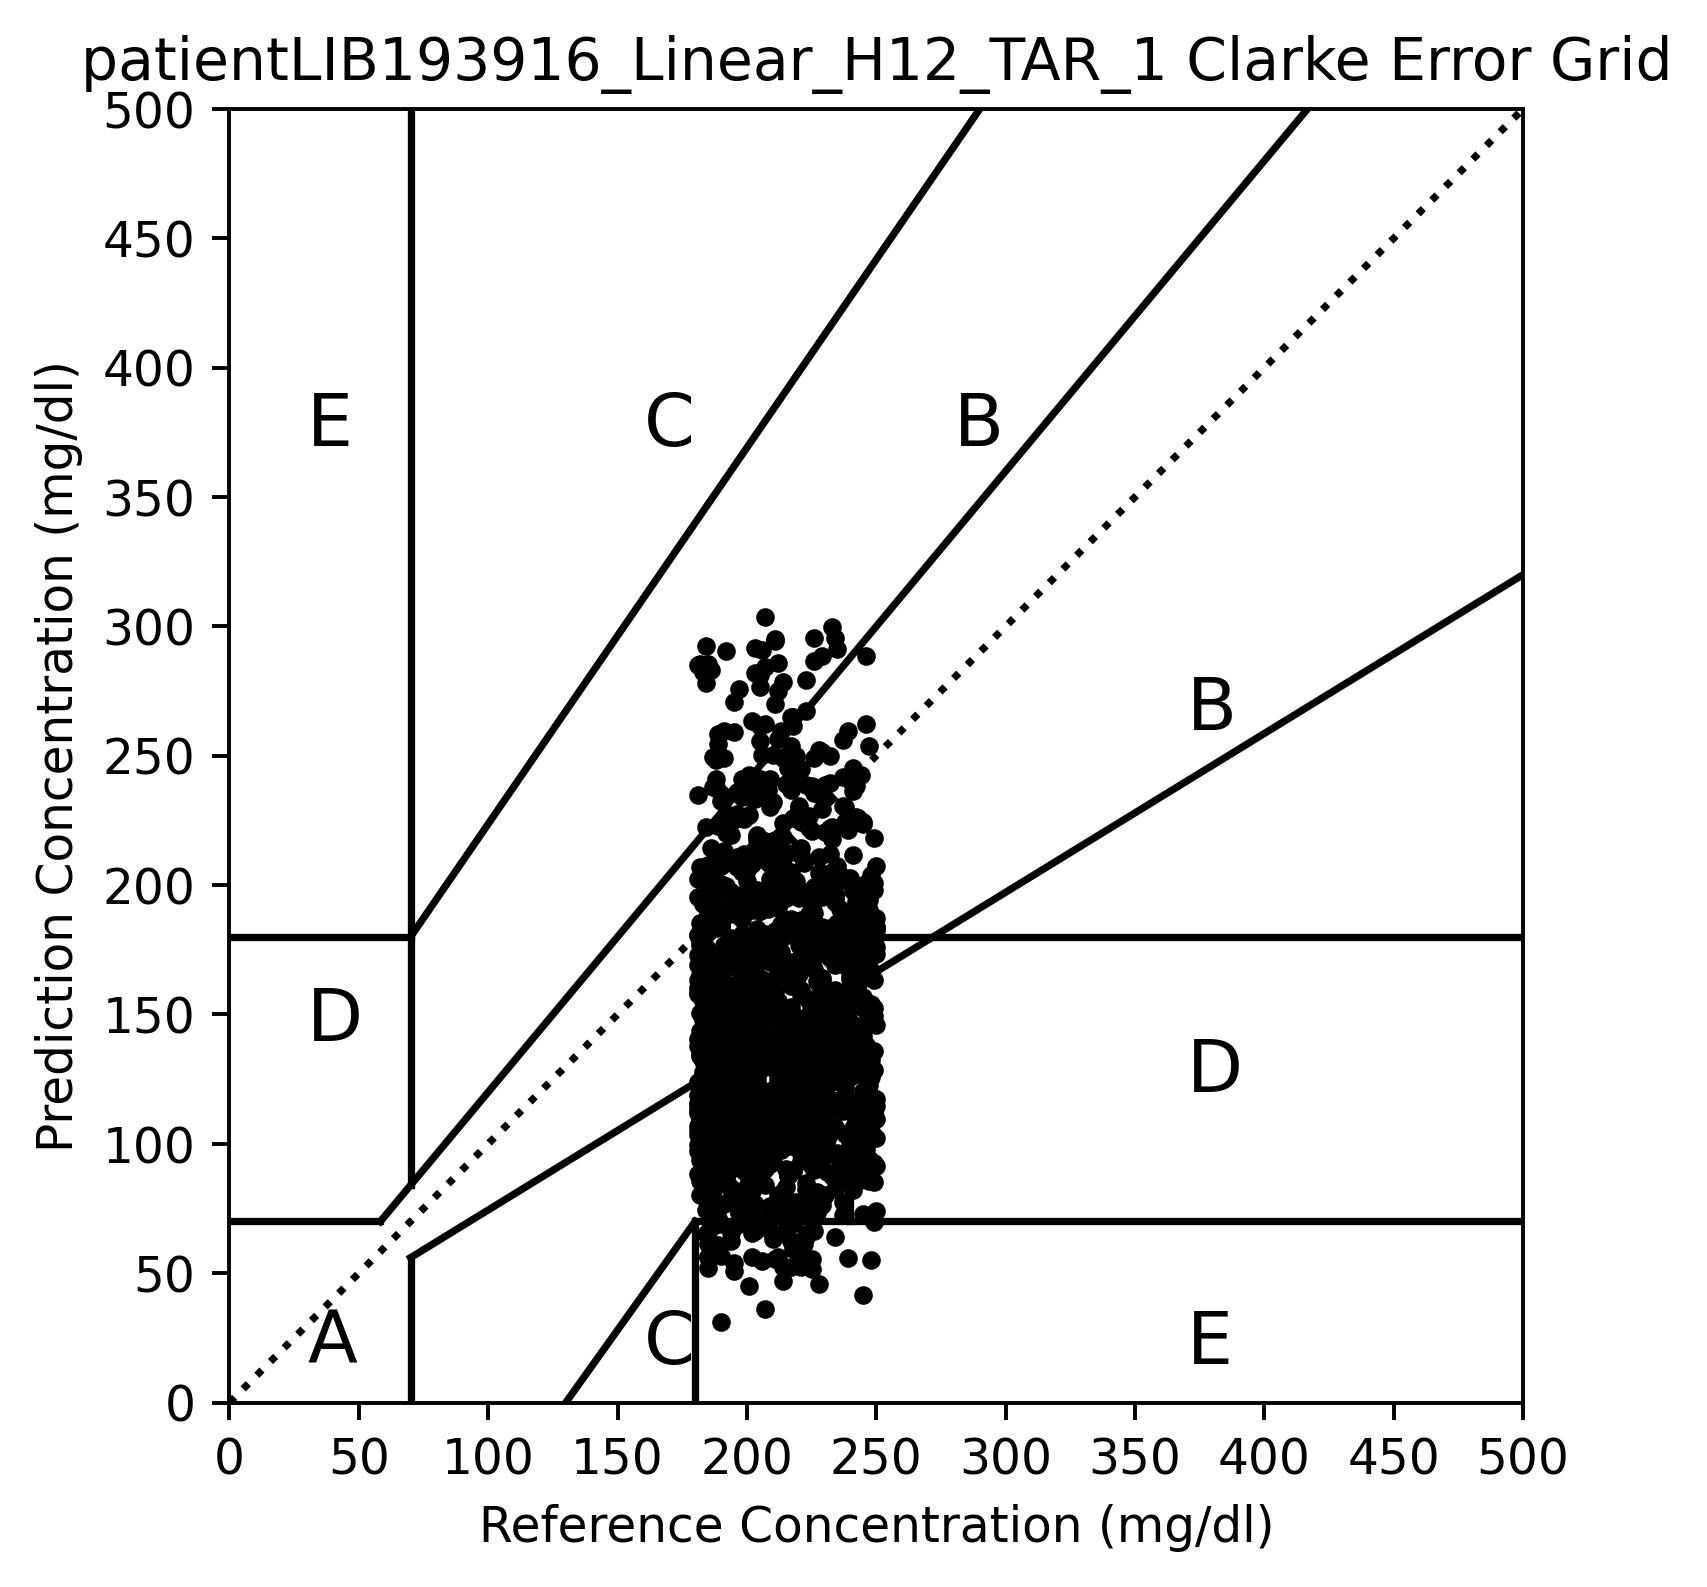 patientLIB193916_Linear_H12_TAR_1 Clarke Error Grid
Prediction Concentration (mg/dl)
500
450
400
350
300
250
200
150
100
50
0
E
C
B
B
D
D
A
C
E
0 50 100 150 200 250 300 350 400 450 500
Reference Concentration (mg/dl)